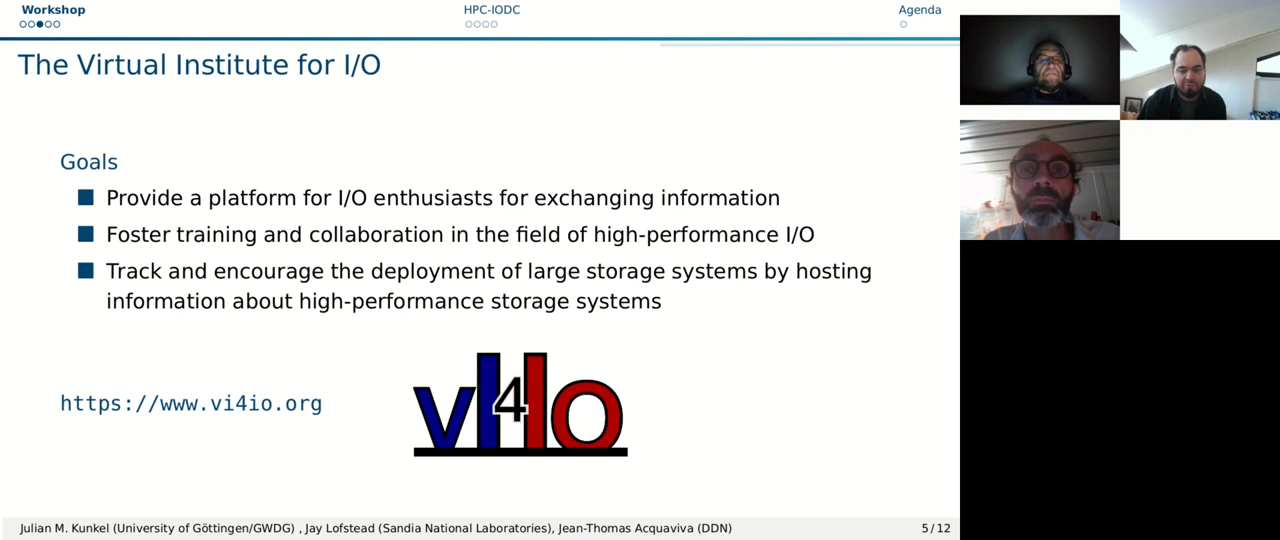 Workshop
HPC-IODC
Agenda
The Virtual Institute for I/O
Goals
Provide a platform for I/O enthusiasts for exchanging information
Foster training and collaboration in the field of high-performance I/O
Track and encourage the deployment of large storage systems by hosting
information about high-performance storage systems
https://www.vi4io.org
vI4Io
Julian M. Kunkel (University of Göttingen/GWDG) , Jay Lofstead (Sandia National Laboratories), Jean-Thomas Acquaviva (DDN)
5 / 12